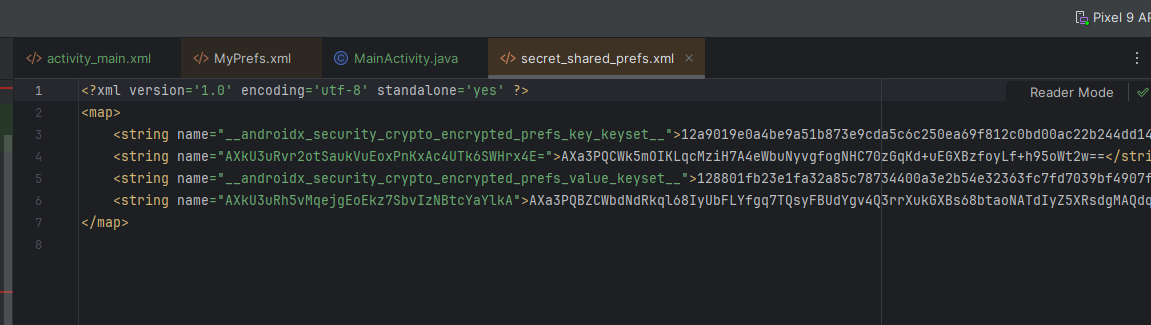 Pixel 9 AP
activity_main.xml MyPrefs.xml MainActivity.java secret_shared_prefs.xml
Reader Mode
1 <?xml version='1.0' encoding='utf-8' standalone='yes' ?>
2 <map>
3 <string name="__androidx_security_crypto_encrypted_prefs_key_keyset__">12a9019e0a4be9a51b873e9cda5c6c250ea69f812c0bd00ac22b244dd14
4 <string name="AXkU3uRvr2otSaukVuEoxPnKxAc4UTk6SWHrx4E=">AXa3PQCWk5mOIKLqcMziH7A4eWbuNyvgfogNHC70zGqKd+uEGXBzfoyLf+h95oWt2w==</stri
5 <string name="__androidx_security_crypto_encrypted_prefs_value_keyset__">128801fb23e1fa32a85c78734400a3e2b54e32363fc7fd7039bf4907f
6 <string name="AXkU3uRh5vMqejgEoEkz7SbvIzNBtcYaYlkA">AXa3PQBZCWbdNdRkql68IyUbFLYfgq7TQsyFBUdYgv4Q3rrXukGXBs68btaoNATdIyZ5XRsdgMAQdq
7 </map>
8